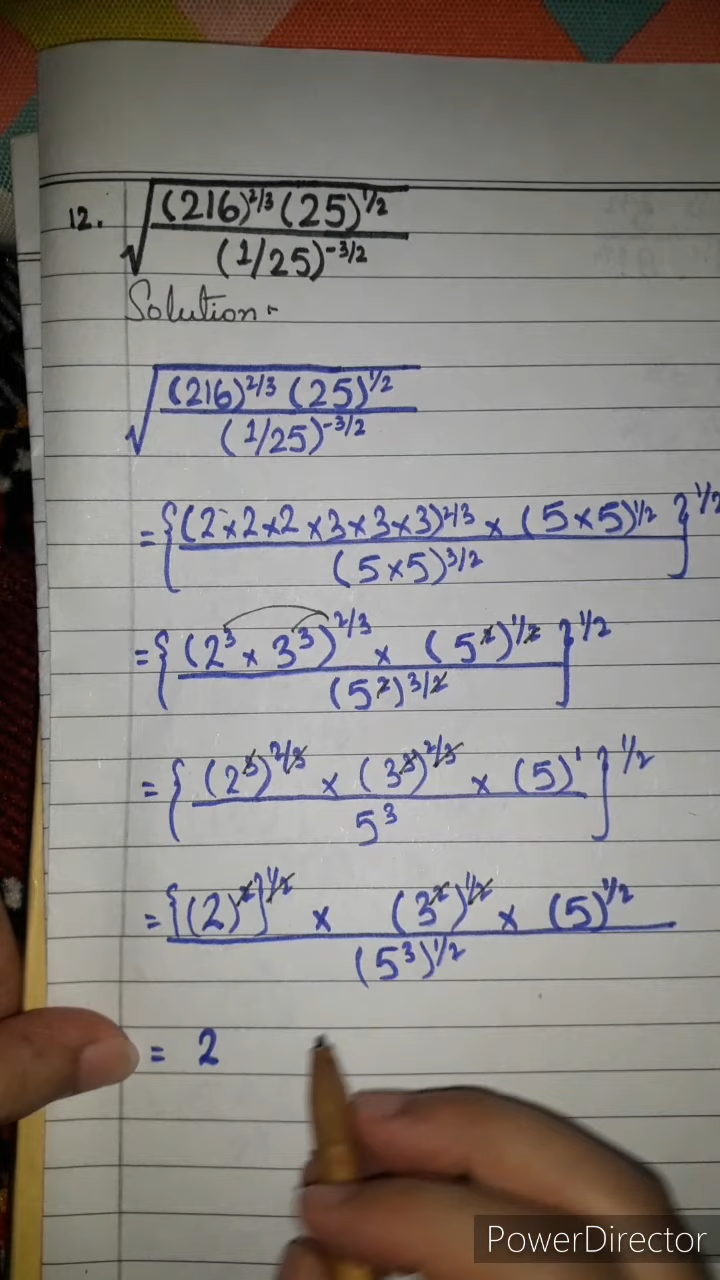 12. √((216)^2/3 (25)^1/2 / (1/25)^-3/2)
Solution:-
√((216)^2/3 (25)^1/2 / (1/25)^-3/2)
= {(2×2×2×3×3×3)^2/3 × (5×5)^1/2 / (5×5)^3/2}^1/2
= {(2^3 × 3^3)^2/3 × (5^2)^1/2 / (5^2)^3/2}^1/2
= {(2^3)^2/3 × (3^3)^2/3 × (5)^1 / 5^3}^1/2
= {(2)^2}^1/2 × (3^2)^1/2 × (5)^1/2 / (5^3)^1/2
= 2
PowerDirector